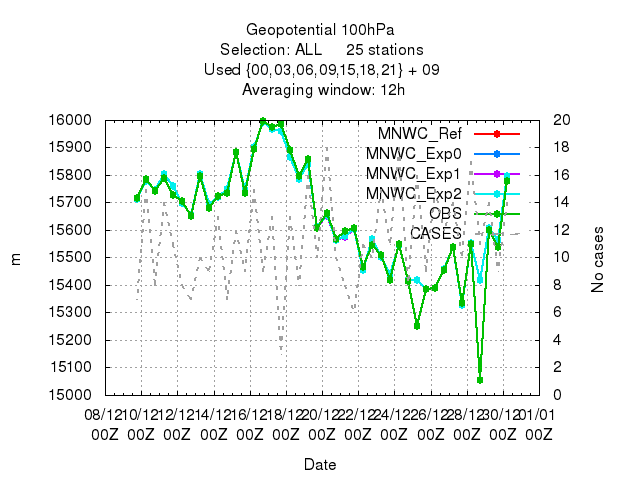 Geopotential 100hPa
Selection: ALL 25 stations
Used {00,03,06,09,15,18,21} + 09
Averaging window: 12h
16000 20
15900 18
15800 16
15700 14
15600 12
15500 10
15400 8
15300 6
15200 4
15100 2
15000 0
MNWC_Ref
MNWC_Exp0
MNWC_Exp1
MNWC_Exp2
OBS
CASES
m
No cases
08/12 10/12 12/12 14/12 16/12 18/12 20/12 22/12 24/12 26/12 28/12 30/12 01/01
00Z 00Z 00Z 00Z 00Z 00Z 00Z 00Z 00Z 00Z 00Z 00Z 00Z
Date